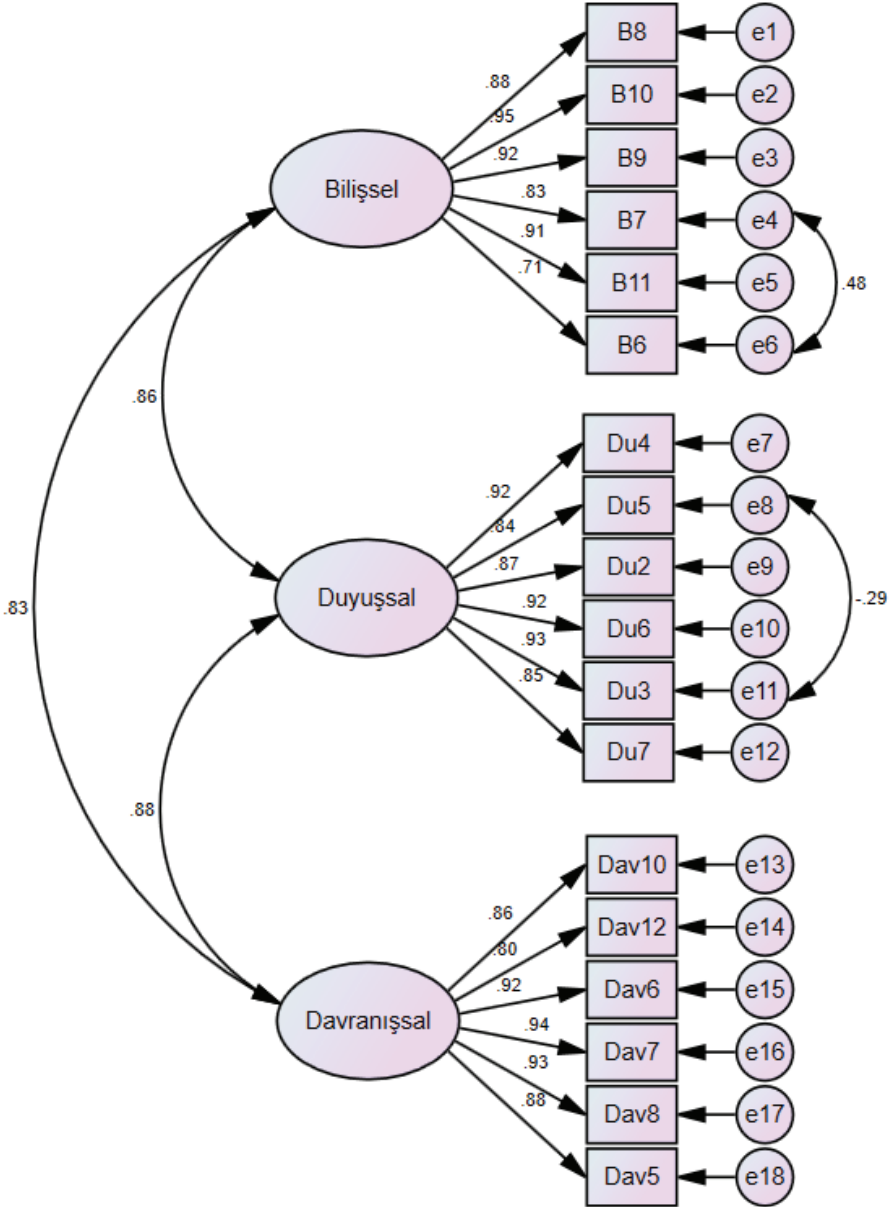 B8
e1
.88
B10
e2
.95
B9
e3
.92
Bilişsel
B7
e4
.83
B11
e5
.91
.48
B6
e6
.71
.86
Du4
e7
.92
Du5
e8
.84
Du2
e9
.87
Duyuşsal
Du6
e10
.92
-.29
Du3
e11
.93
Du7
e12
.85
.83
.88
Dav10
e13
.86
Dav12
e14
.80
Dav6
e15
.92
Davranışsal
Dav7
e16
.94
Dav8
e17
.93
Dav5
e18
.88